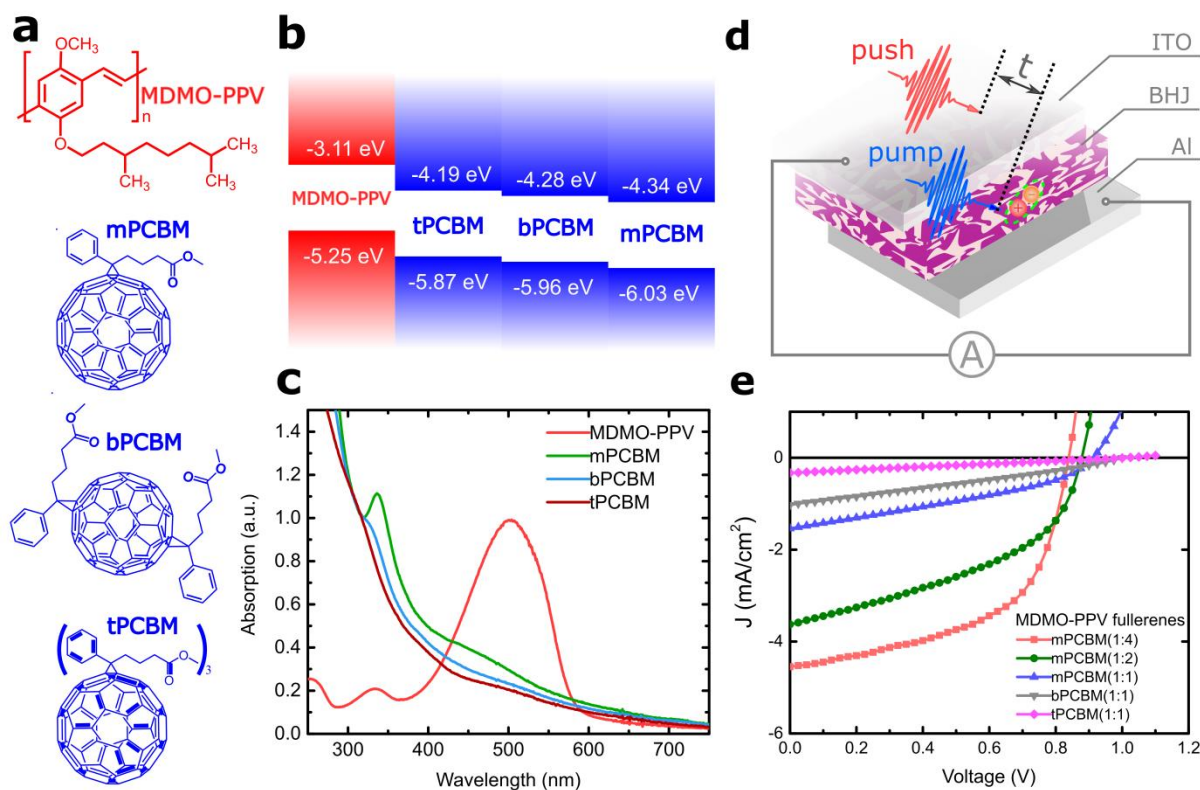 a
OCH3
n
MDMO-PPV
O
CH3
CH3
CH3
mPCBM
O
O
bPCBM
O
O
O
O
tPCBM
O
O
3
b
-3.11 eV
-4.19 eV
-4.28 eV
-4.34 eV
MDMO-PPV
tPCBM
bPCBM
mPCBM
-5.25 eV
-5.87 eV
-5.96 eV
-6.03 eV
c
1.4
1.2
1.0
0.8
0.6
0.4
0.2
0.0
Absorption (a.u.)
MDMO-PPV
mPCBM
bPCBM
tPCBM
300
400
500
600
700
Wavelength (nm)
d
push
t
pump
ITO
BHJ
Al
+
-
A
e
0
-2
-4
-6
J (mA/cm2)
MDMO-PPV fullerenes
mPCBM(1:4)
mPCBM(1:2)
mPCBM(1:1)
bPCBM(1:1)
tPCBM(1:1)
0.0
0.2
0.4
0.6
0.8
1.0
1.2
Voltage (V)